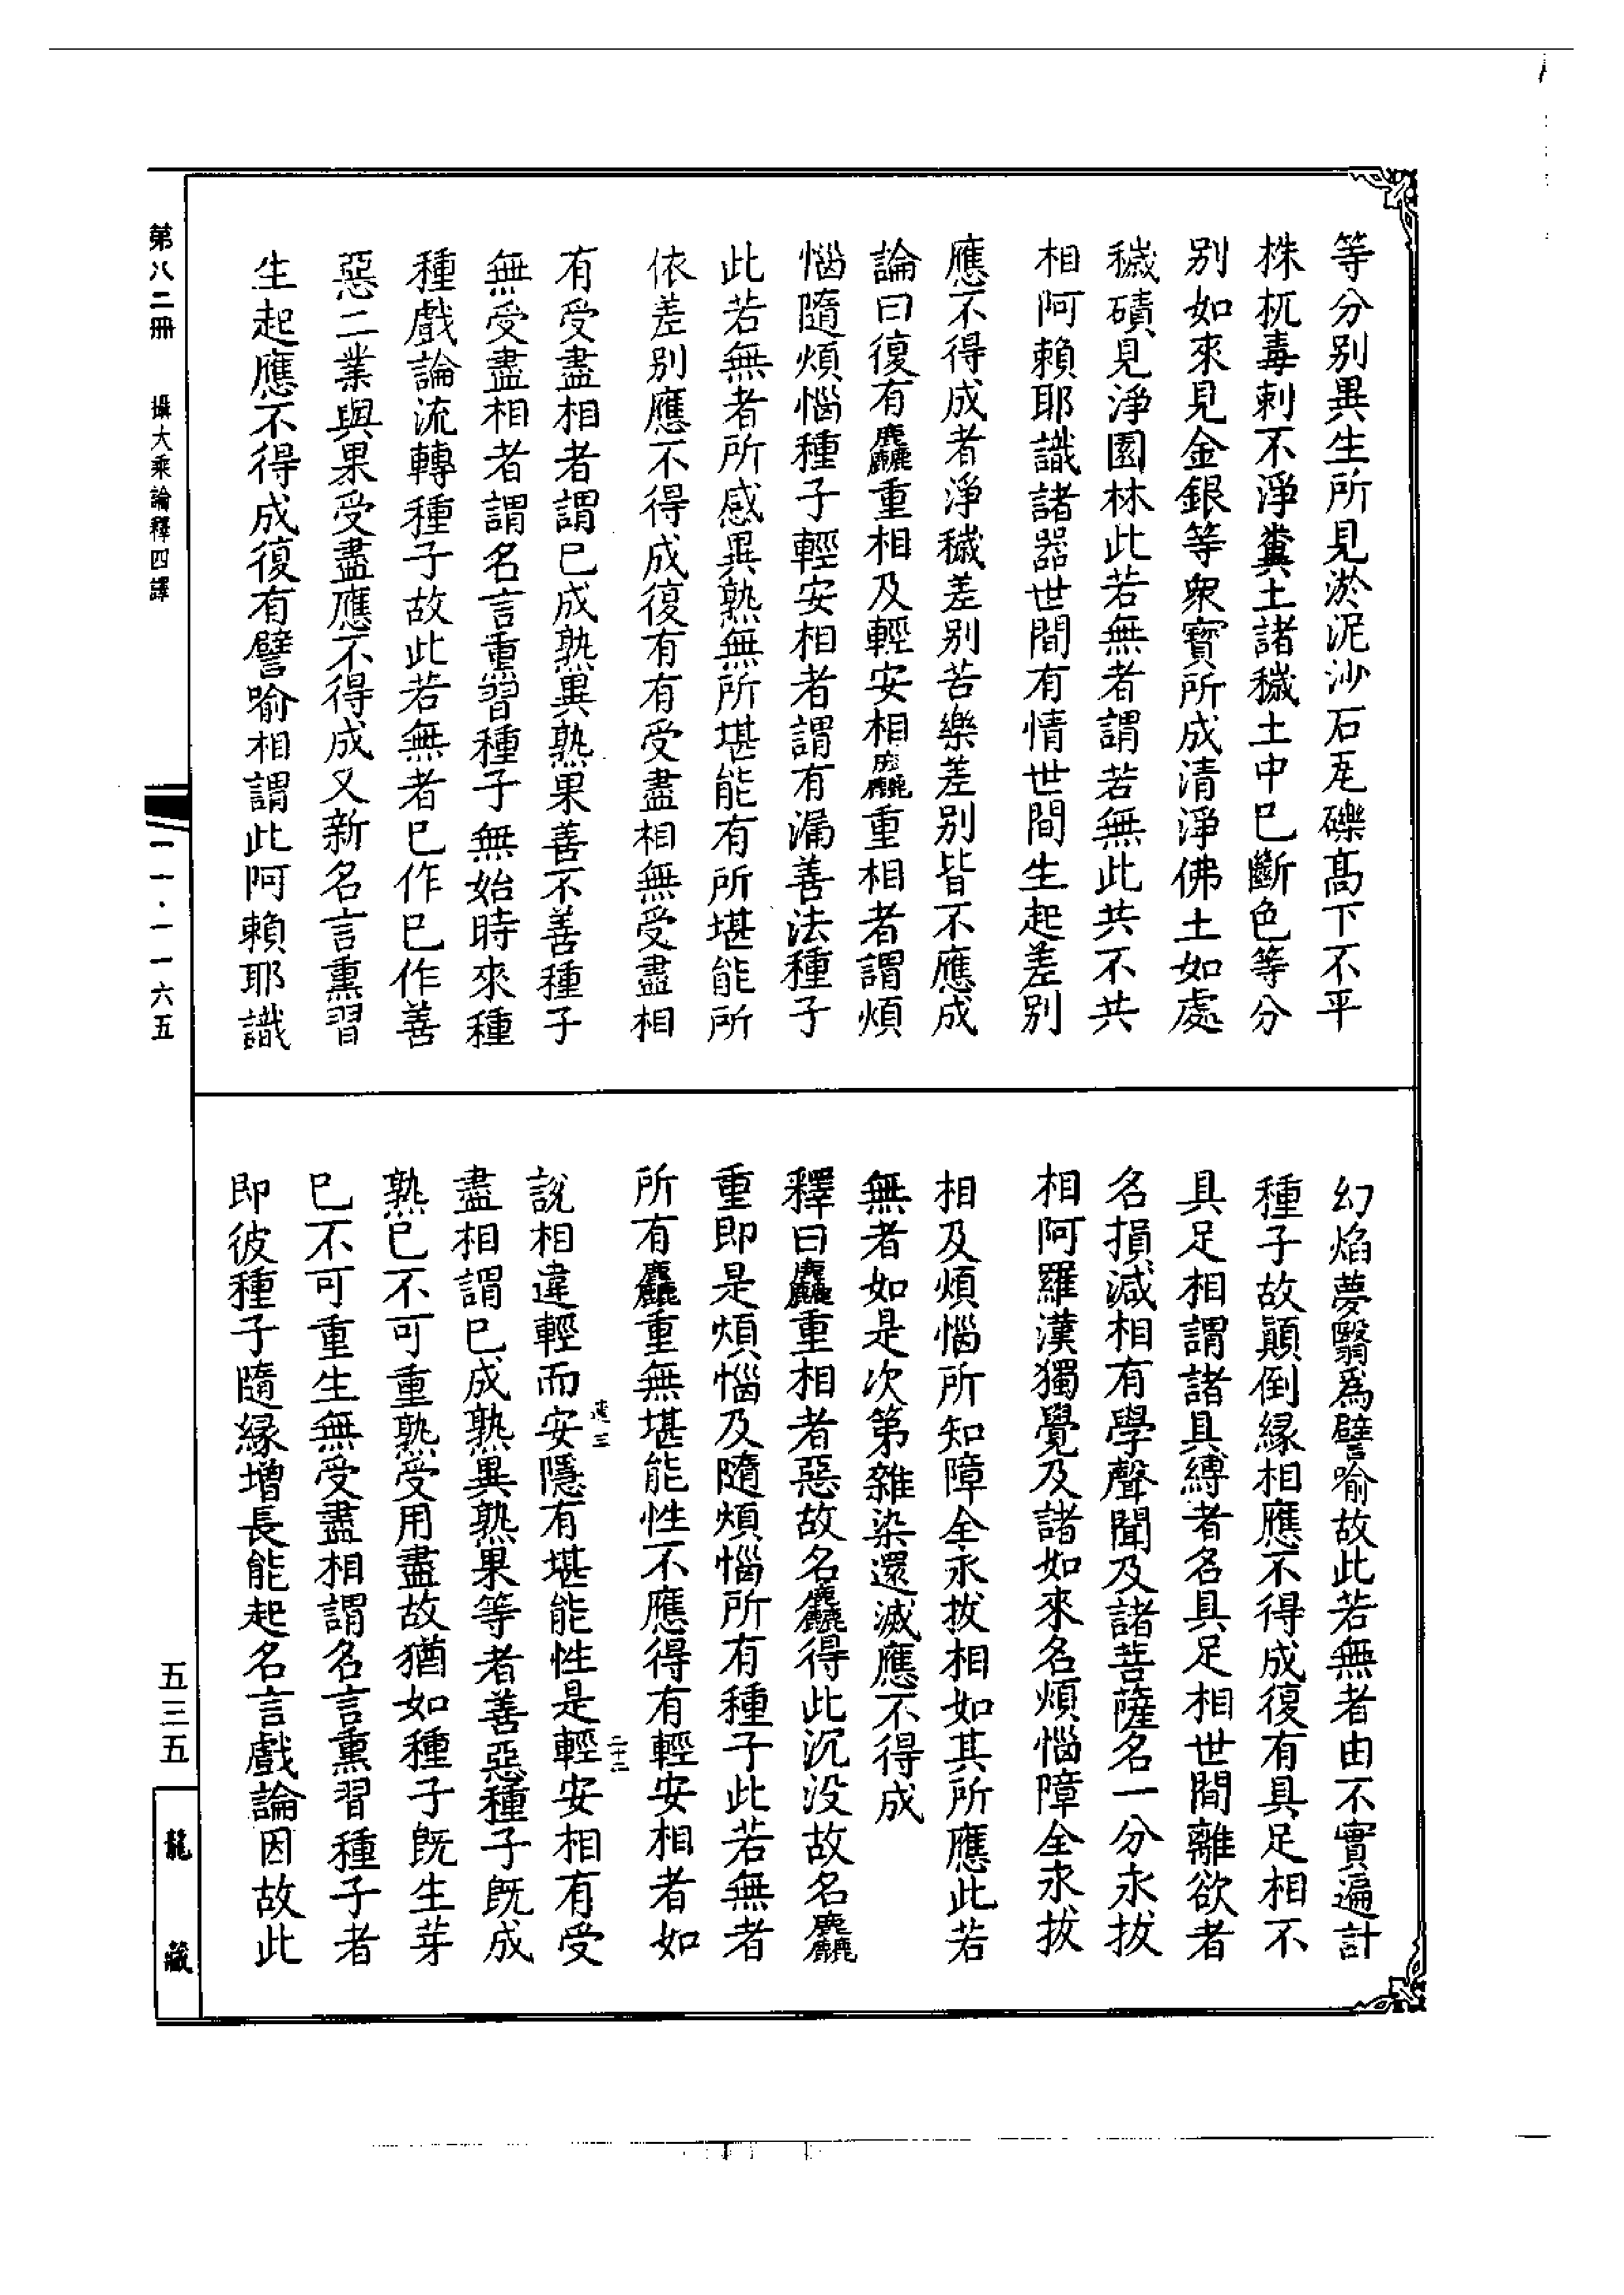 等分別異生所見淤泥沙石瓦礫髙下不平
株杌毒刺不淨糞土諸穢土中巳斷色等分
別如來見金銀等衆寶所成清淨佛土如處
穢磧見淨園林此若無者謂若無此共不共
相阿賴耶識諸器世間有情世間生起差別
應不得成者淨穢差別苦樂差別皆不應成
論曰復有麤重相及輕安相麤重相者謂煩
惱隨煩惱種子輕安相者謂有漏善法種子
此若無者所感異熟無所堪能有所堪能所
依差別應不得成復有有受盡相無受盡相
有受盡相者謂巳成熟異熟果善不善種子
無受盡相者謂名言熏習種子無始時來種
種戲論流轉種子故此若無者巳作巳作善
惡二業與果受盡應不得成又新名言熏習
生起應不得成復有譬喻相謂此阿賴耶識
幻焰夢翳爲譬喻故此若無者由不實遍計
種子故顚倒縁相應不得成復有具足相不
具足相謂諸具縛者名具足相世間離欲者
名損減相有學聲聞及諸菩薩名一分永拔
相阿羅漢獨覺及諸如來名煩惱障全永拔
相及煩惱所知障全永拔相如其所應此若
無者如是次第雜染還滅應不得成
釋曰麤重相者惡故名麤得此沉没故名麤
重即是煩惱及隨煩惱所有種子此若無者
所有麤重無堪能性不應得有輕安相者如
說相違輕而安隱有堪能性是輕安相有受
盡相謂巳成熟異熟果等者善惡種子旣成
熟巳不可重熟受用盡故猶如種子旣生芽
巳不可重生無受盡相謂名言熏習種子者
即彼種子隨緣增長能起名言戲論因故此
第八二冊 攝大乘論釋四譯
一一·一一六五
五三五
龍藏
二十三